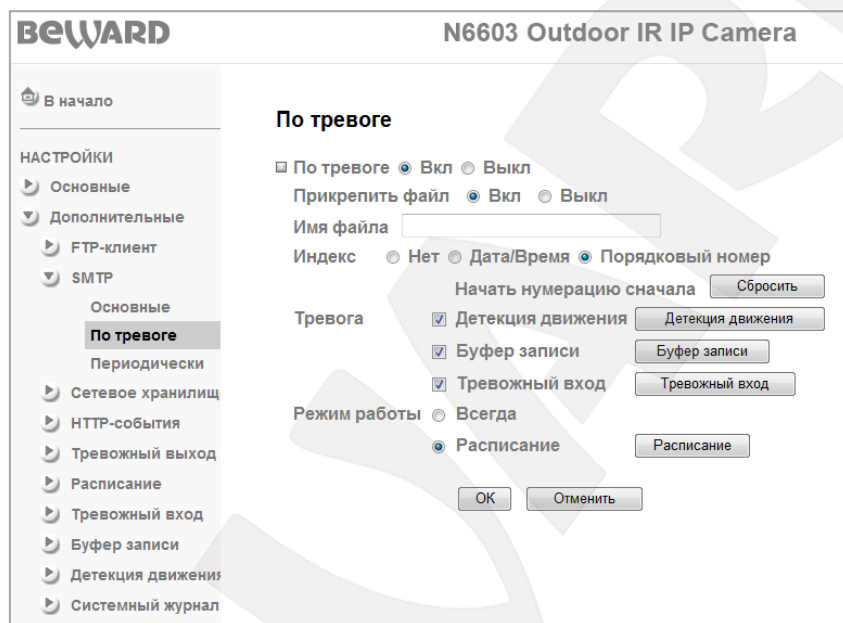 BEWARD
N6603 Outdoor IR IP Camera
В начало
НАСТРОЙКИ
Основные
Дополнительные
FTP-клиент
SMTP
Основные
По тревоге
Периодически
Сетевое хранилищ
HTTP-события
Тревожный выход
Расписание
Тревожный вход
Буфер записи
Детекция движения
Системный журнал
По тревоге
По тревоге Вкл Выкл
Прикрепить файл Вкл Выкл
Имя файла
Индекс Нет Дата/Время Порядковый номер
Начать нумерацию сначала Сбросить
Тревога Детекция движения Детекция движения
Буфер записи Буфер записи
Тревожный вход Тревожный вход
Режим работы Всегда
Расписание Расписание
OK Отменить